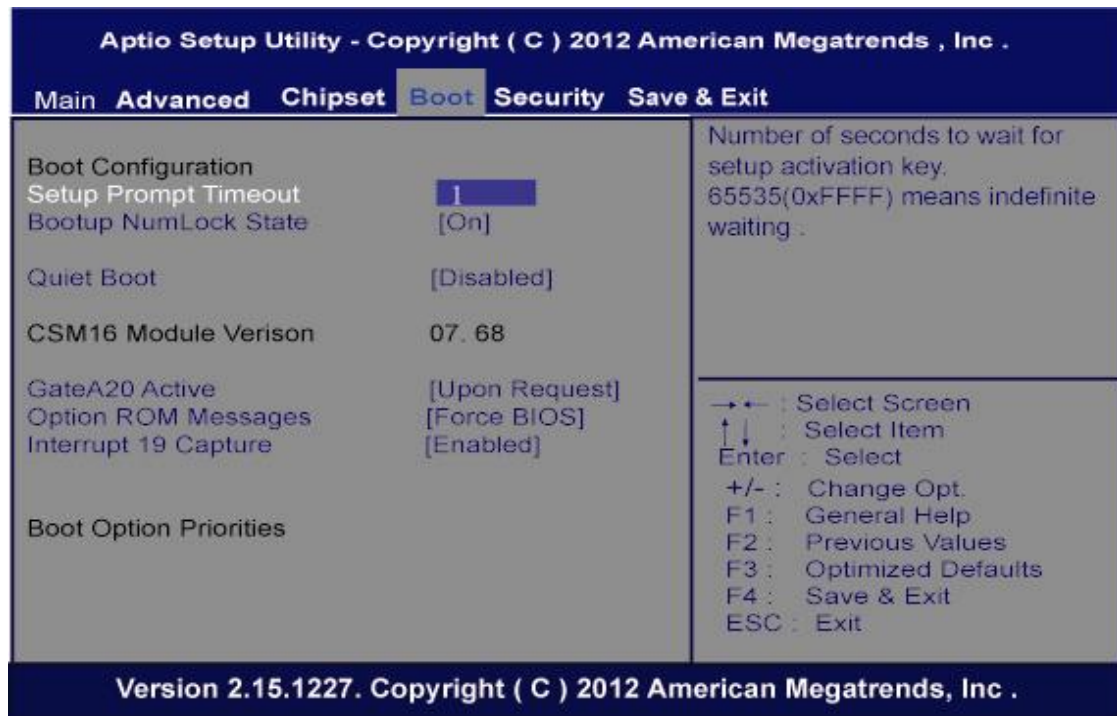 Aptio Setup Utility - Copyright ( C ) 2012 American Megatrends , Inc .
Main Advanced Chipset Boot Security Save & Exit
Boot Configuration
Setup Prompt Timeout 1
Bootup NumLock State [On]
Quiet Boot [Disabled]
CSM16 Module Verison 07. 68
GateA20 Active [Upon Request]
Option ROM Messages [Force BIOS]
Interrupt 19 Capture [Enabled]
Boot Option Priorities
Number of seconds to wait for
setup activation key.
65535(0xFFFF) means indefinite
waiting .
→← : Select Screen
↑↓ : Select Item
Enter : Select
+/- : Change Opt.
F1 : General Help
F2 : Previous Values
F3 : Optimized Defaults
F4 : Save & Exit
ESC : Exit
Version 2.15.1227. Copyright ( C ) 2012 American Megatrends, Inc .